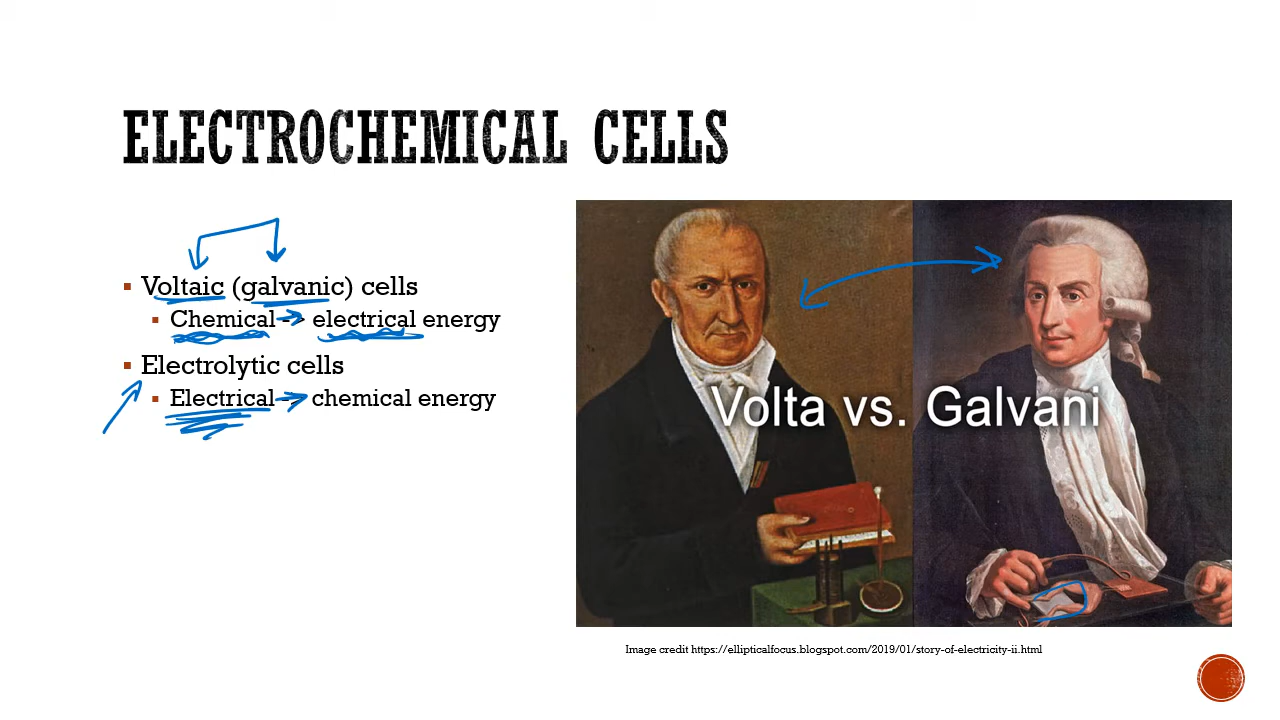 ELECTROCHEMICAL CELLS
Voltaic (galvanic) cells
Chemical -> electrical energy
Electrolytic cells
Electrical -> chemical energy
Volta vs. Galvani
Image credit https://ellipticalfocus.blogspot.com/2019/01/story-of-electricity-ii.html